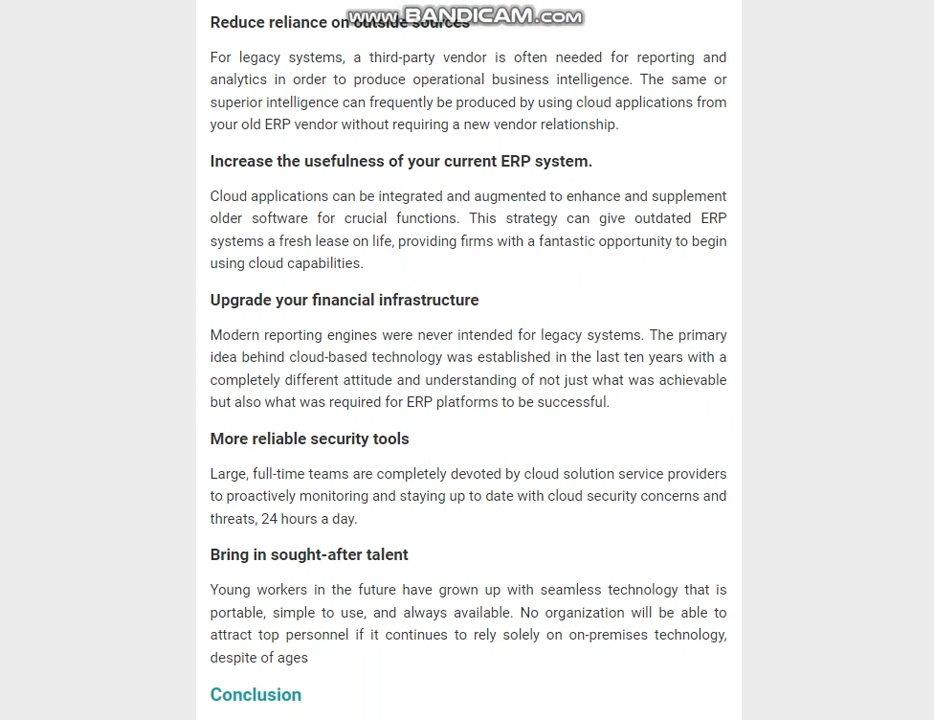 www.BANDICAM.com
Reduce reliance on outside sources
For legacy systems, a third-party vendor is often needed for reporting and
analytics in order to produce operational business intelligence. The same or
superior intelligence can frequently be produced by using cloud applications from
your old ERP vendor without requiring a new vendor relationship.
Increase the usefulness of your current ERP system.
Cloud applications can be integrated and augmented to enhance and supplement
older software for crucial functions. This strategy can give outdated ERP
systems a fresh lease on life, providing firms with a fantastic opportunity to begin
using cloud capabilities.
Upgrade your financial infrastructure
Modern reporting engines were never intended for legacy systems. The primary
idea behind cloud-based technology was established in the last ten years with a
completely different attitude and understanding of not just what was achievable
but also what was required for ERP platforms to be successful.
More reliable security tools
Large, full-time teams are completely devoted by cloud solution service providers
to proactively monitoring and staying up to date with cloud security concerns and
threats, 24 hours a day.
Bring in sought-after talent
Young workers in the future have grown up with seamless technology that is
portable, simple to use, and always available. No organization will be able to
attract top personnel if it continues to rely solely on on-premises technology,
despite of ages
Conclusion